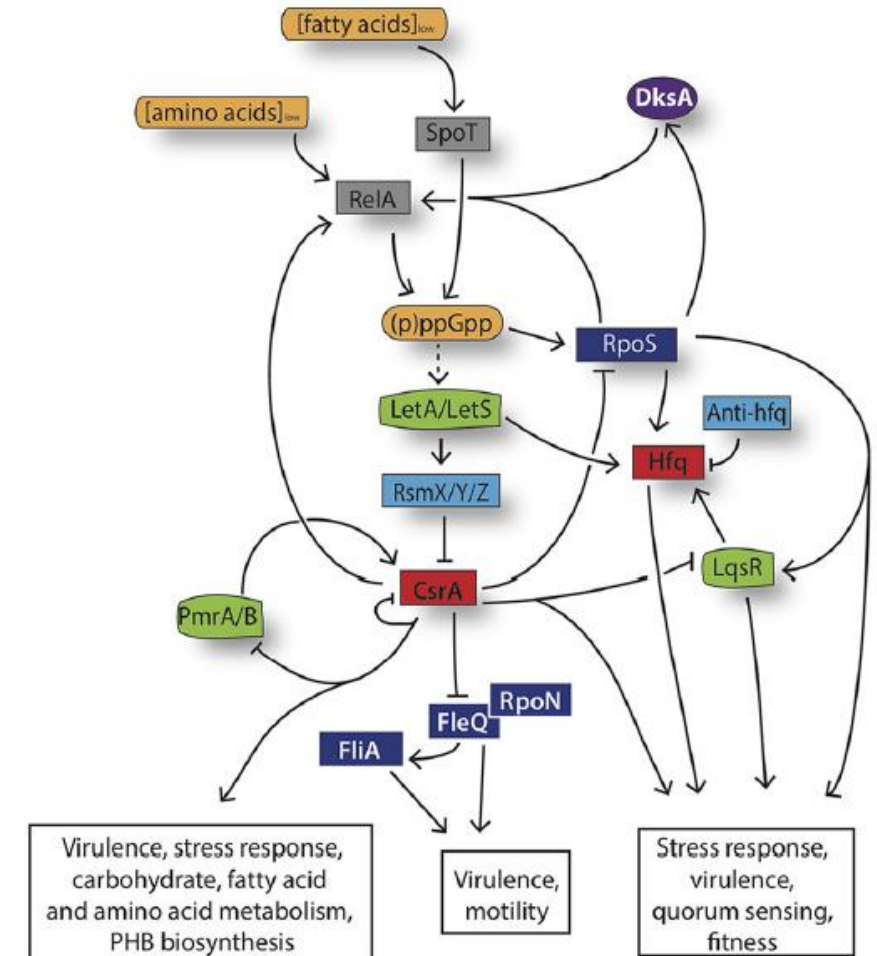 [fatty acids]low
[amino acids]low
DksA
SpoT
RelA
(p)ppGpp
RpoS
LetA/LetS
Anti-hfq
Hfq
RsmX/Y/Z
LqsR
CsrA
PmrA/B
RpoN
FleQ
FliA
Virulence, stress response,
carbohydrate, fatty acid
and amino acid metabolism,
PHB biosynthesis
Virulence,
motility
Stress response,
virulence,
quorum sensing,
fitness